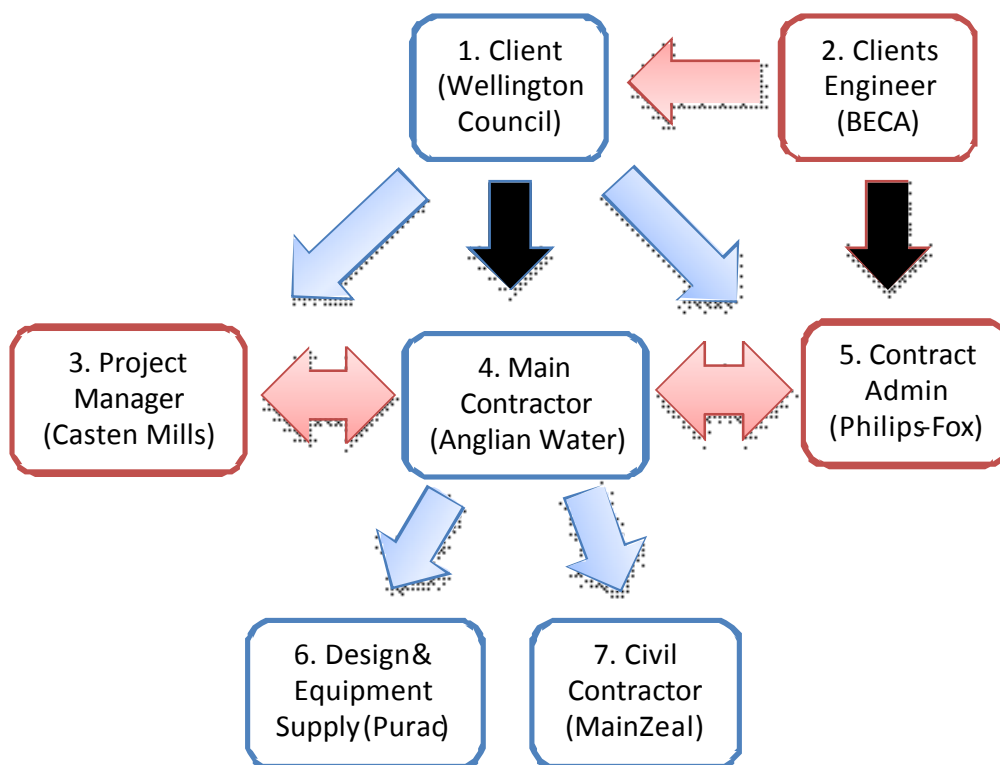 1. Client
(Wellington
Council)
2. Clients
Engineer
(BECA)
3. Project
Manager
(Casten Mills)
4. Main
Contractor
(Anglian Water)
5. Contract
Admin
(Philips-Fox)
6. Design&
Equipment
Supply (Purac)
7. Civil
Contractor
(MainZeal)